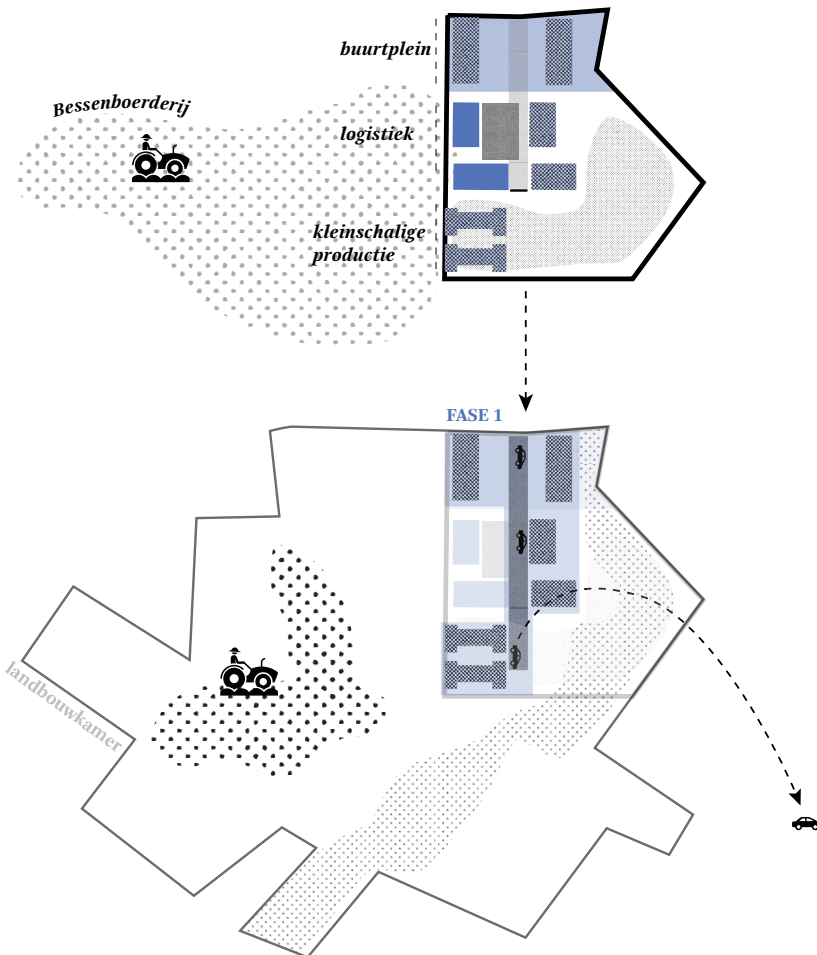 buurtplein
Bessenboerderij
logistiek
kleinschalige
productie
FASE 1
landbouwkamer